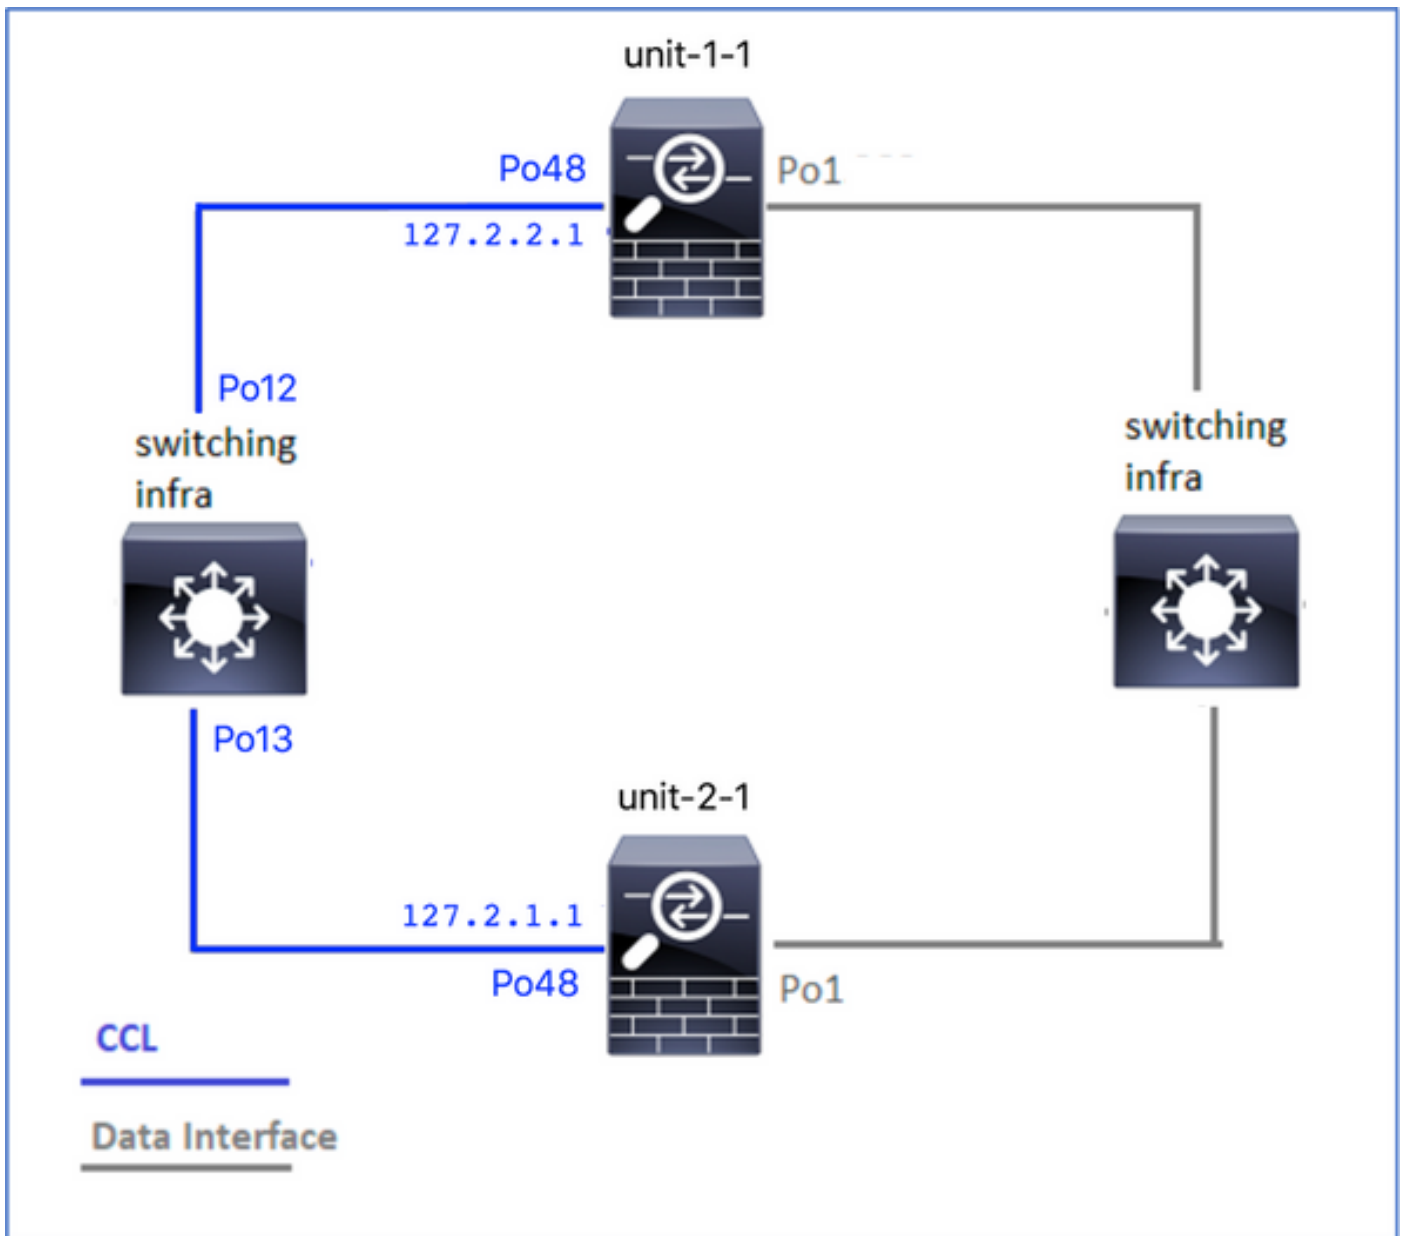 unit-1-1
Po48
Po1
127.2.2.1
Po12
switching
infra
switching
infra
Po13
unit-2-1
127.2.1.1
Po48
Po1
CCL
Data Interface